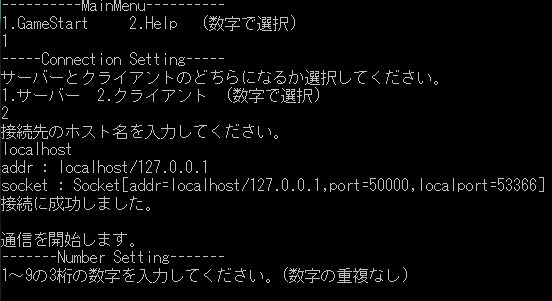 ----------MainMenu----------
1.GameStart　　2.Help　(数字で選択)
1
-----Connection Setting-----
サーバーとクライアントのどちらになるか選択してください。
1.サーバー　2.クライアント　(数字で選択)
2
接続先のホスト名を入力してください。
localhost
addr : localhost/127.0.0.1
socket : Socket[addr=localhost/127.0.0.1,port=50000,localport=53366]
接続に成功しました。
通信を開始します。
-------Number Setting-------
1～9の3桁の数字を入力してください。(数字の重複なし)